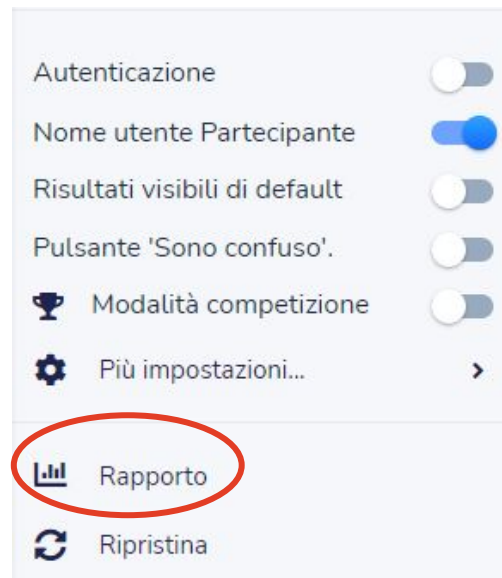 Autenticazione
Nome utente Partecipante
Risultati visibili di default
Pulsante 'Sono confuso'.
Modalità competizione
Più impostazioni...
Rapporto
Ripristina